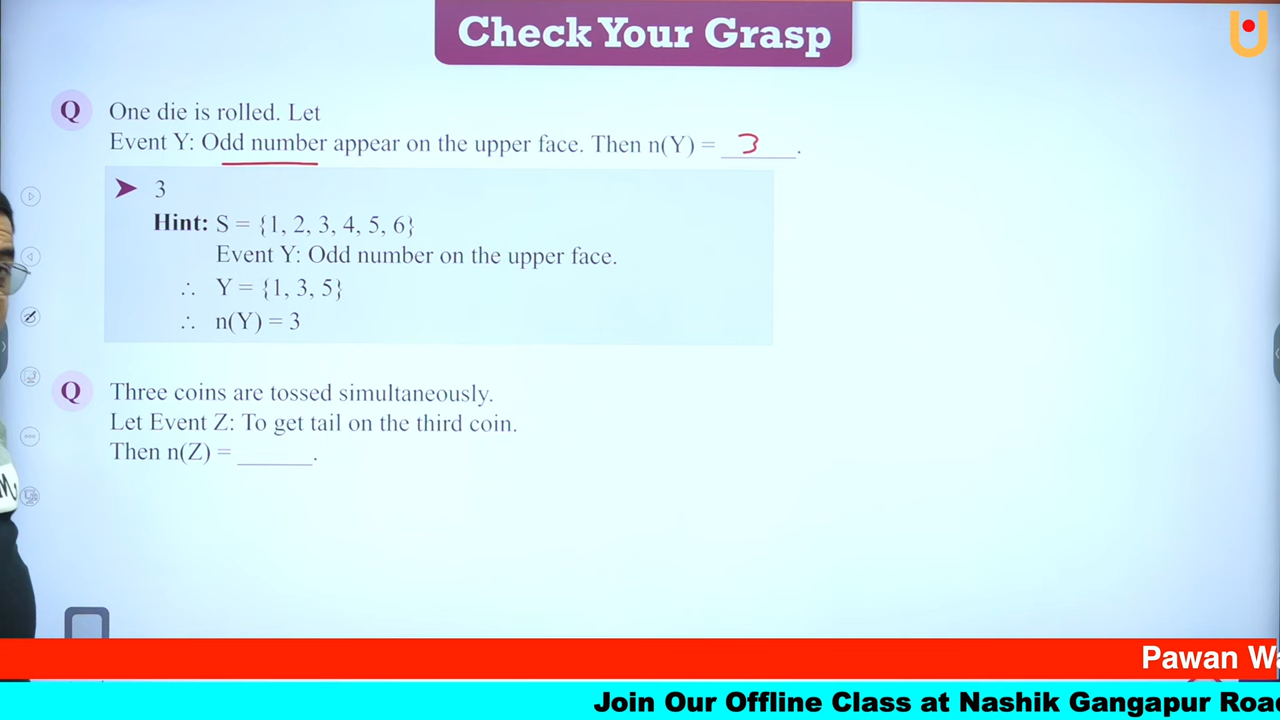 Check Your Grasp
Q One die is rolled. Let
Event Y: Odd number appear on the upper face. Then n(Y) = 3.
➤ 3
Hint: S = {1, 2, 3, 4, 5, 6}
Event Y: Odd number on the upper face.
∴ Y = {1, 3, 5}
∴ n(Y) = 3
Q Three coins are tossed simultaneously.
Let Event Z: To get tail on the third coin.
Then n(Z) = ______.
Pawan
Join Our Offline Class at Nashik Gangapur